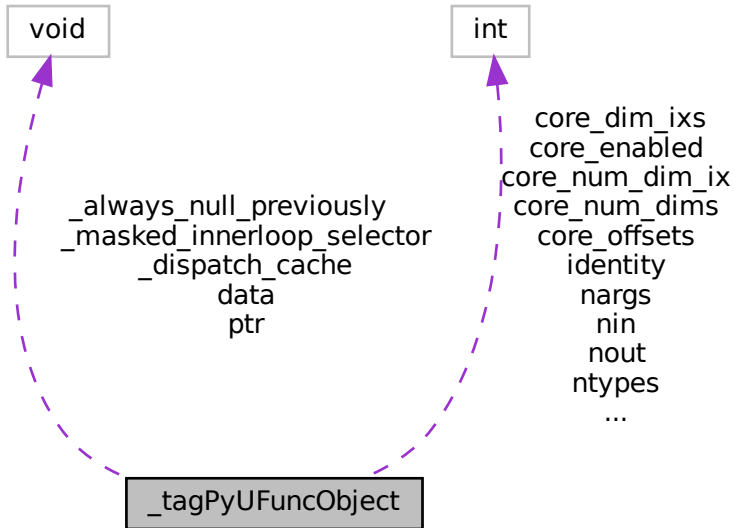 void
int
_always_null_previously
_masked_innerloop_selector
_dispatch_cache
data
ptr
core_dim_ixs
core_enabled
core_num_dim_ix
core_num_dims
core_offsets
identity
nargs
nin
nout
ntypes
...
_tagPyUFuncObject